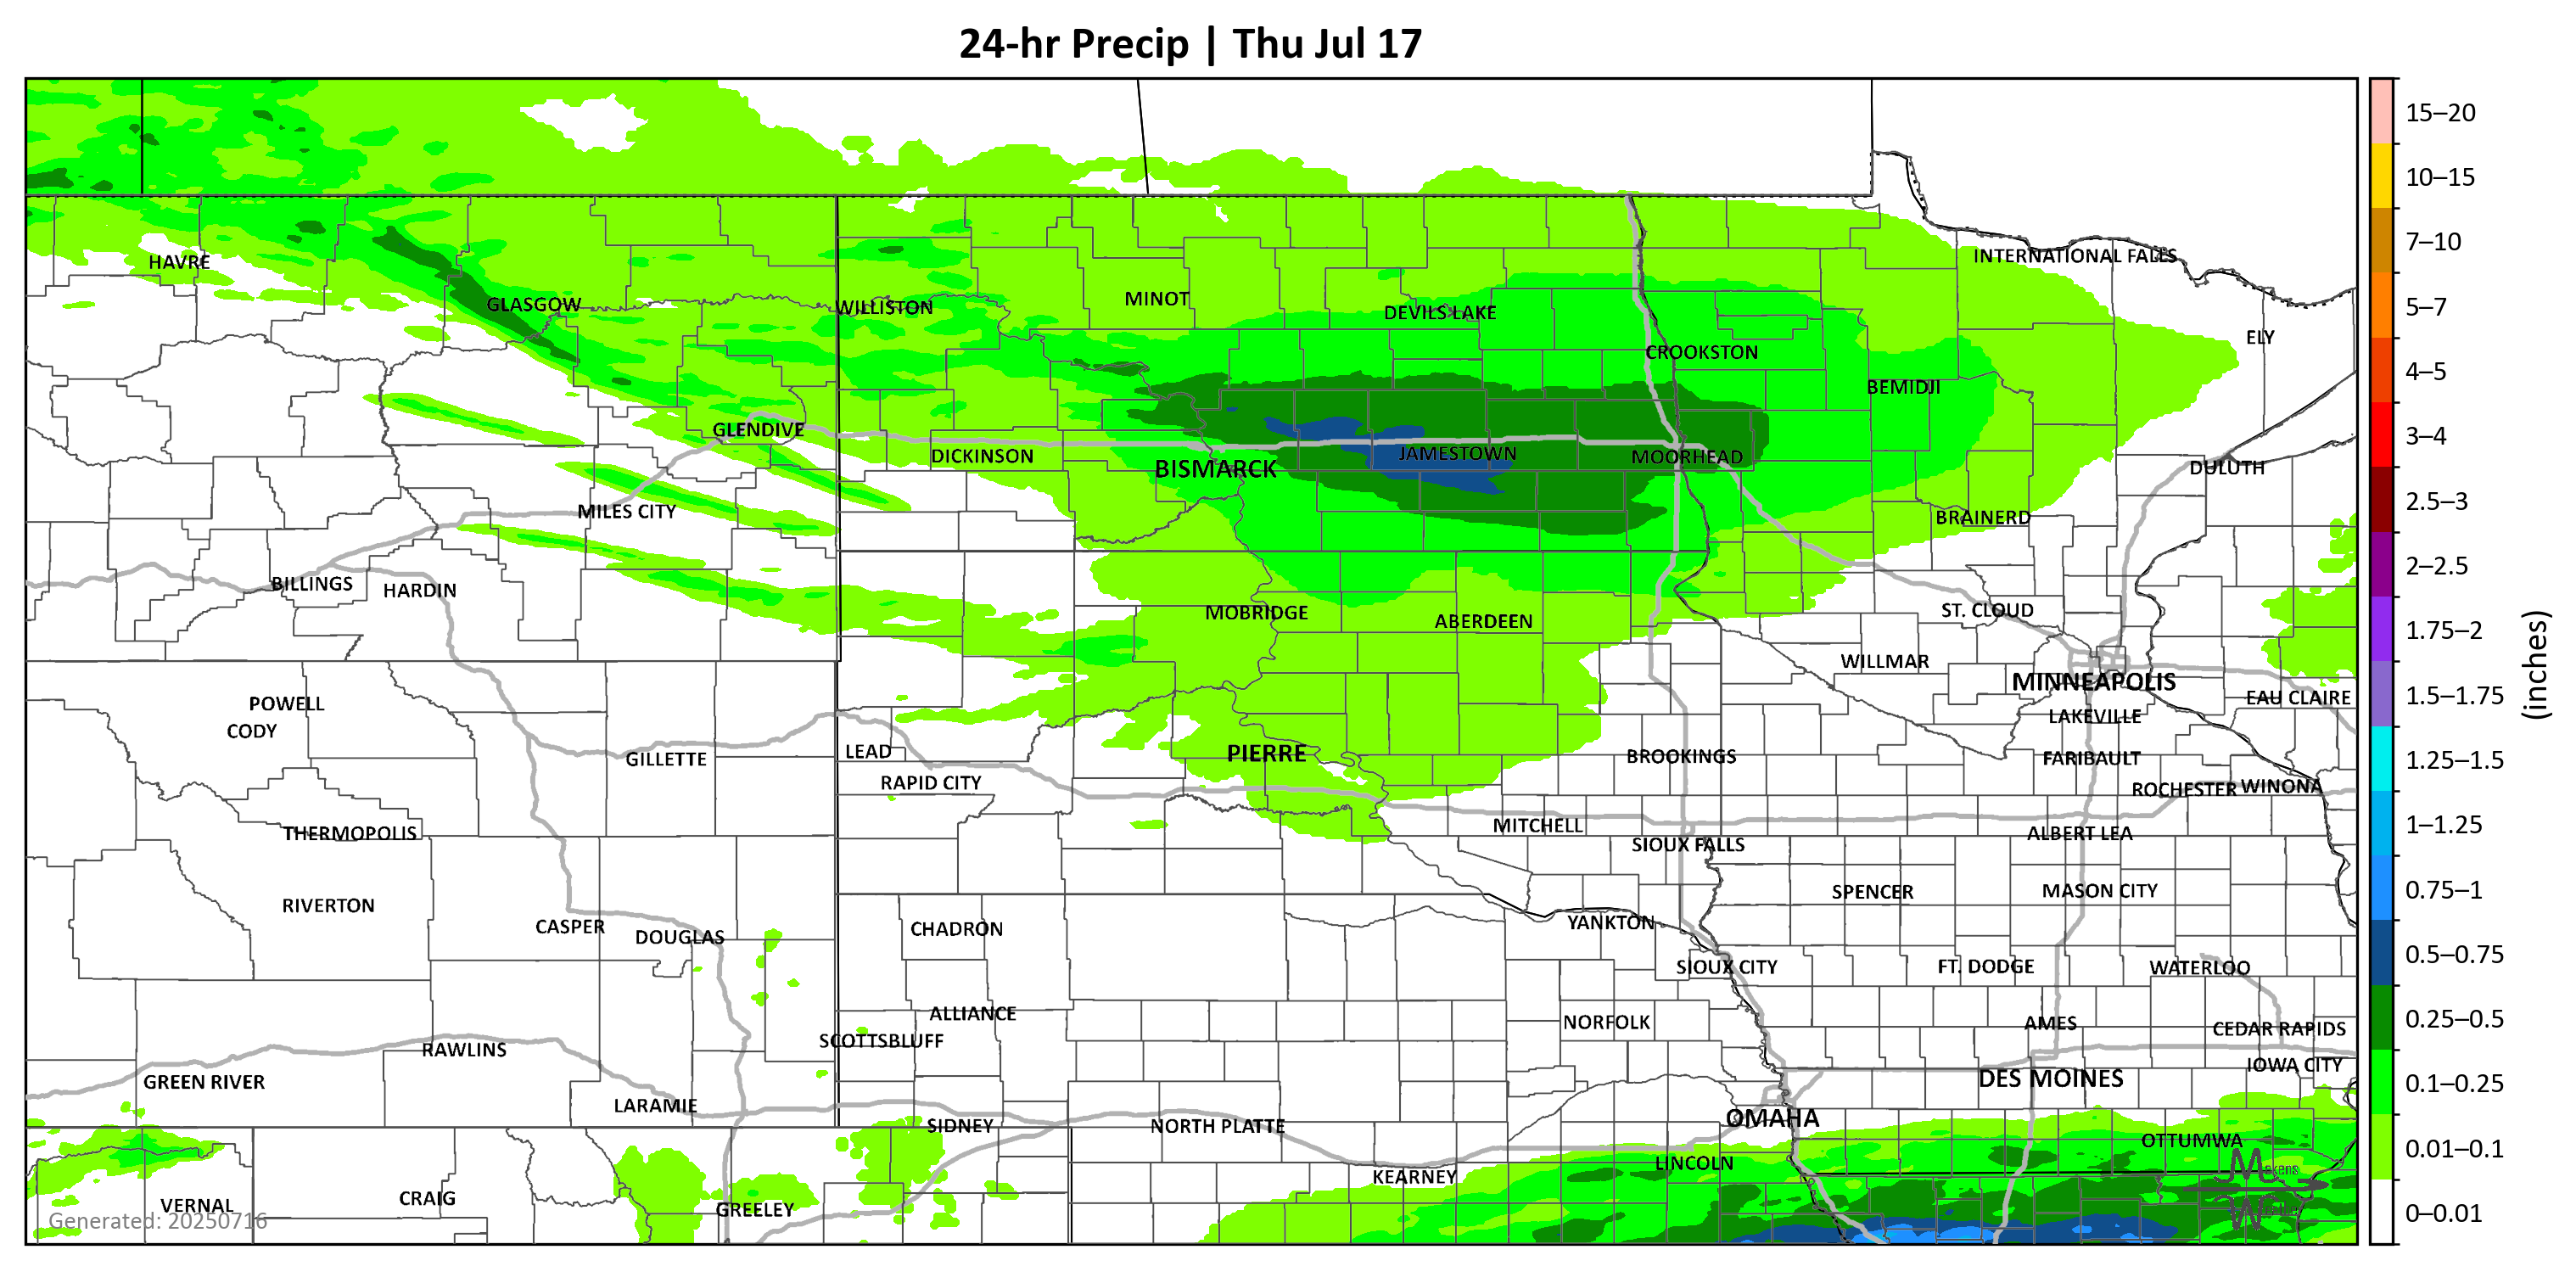 24-hr Precip | Thu Jul 17
15–20
10–15
7–10
5–7
4–5
3–4
2.5–3
2–2.5
1.75–2
1.5–1.75
1.25–1.5
1–1.25
0.75–1
0.5–0.75
0.25–0.5
0.1–0.25
0.01–0.1
0–0.01
(inches)
HAVRE
INTERNATIONAL FALLS
GLASGOW
WILLISTON
MINOT
DEVILS LAKE
ELY
CROOKSTON
BEMIDJI
GLENDIVE
DICKINSON
BISMARCK
JAMESTOWN
MOORHEAD
DULUTH
MILES CITY
BRAINERD
BILLINGS
HARDIN
MOBRIDGE
ABERDEEN
ST. CLOUD
WILLMAR
MINNEAPOLIS
POWELL
EAU CLAIRE
CODY
LAKEVILLE
GILLETTE
LEAD
PIERRE
BROOKINGS
FARIBAULT
RAPID CITY
ROCHESTER
WINONA
THERMOPOLIS
MITCHELL
ALBERT LEA
SIOUX FALLS
RIVERTON
SPENCER
MASON CITY
CASPER
DOUGLAS
CHADRON
YANKTON
SIOUX CITY
FT. DODGE
WATERLOO
ALLIANCE
NORFOLK
AMES
CEDAR RAPIDS
SCOTTSBLUFF
RAWLINS
IOWA CITY
GREEN RIVER
DES MOINES
LARAMIE
SIDNEY
NORTH PLATTE
OMAHA
OTTUMWA
LINCOLN
KEARNEY
VERNAL
CRAIG
GREELEY
Generated: 20250716